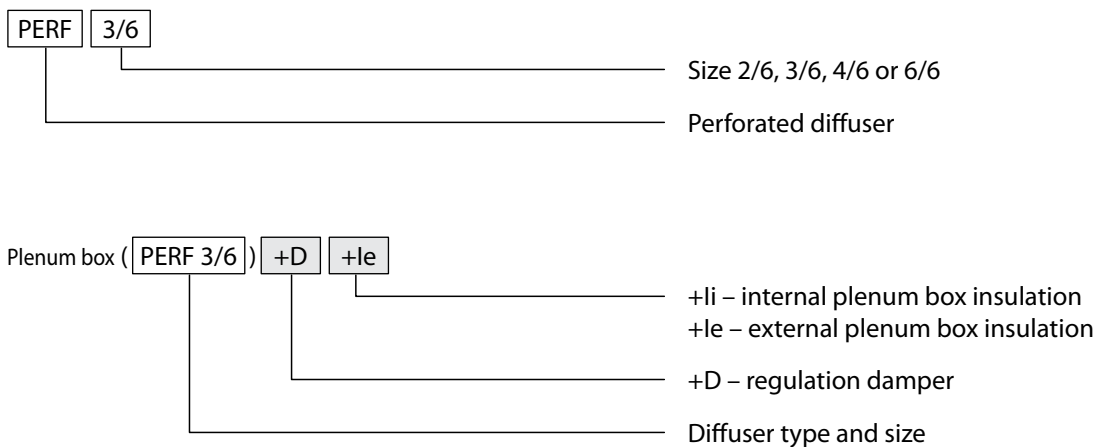 PERF 3/6
Size 2/6, 3/6, 4/6 or 6/6
Perforated diffuser
Plenum box ( PERF 3/6 ) +D +Ie
+Ii – internal plenum box insulation
+Ie – external plenum box insulation
+D – regulation damper
Diffuser type and size